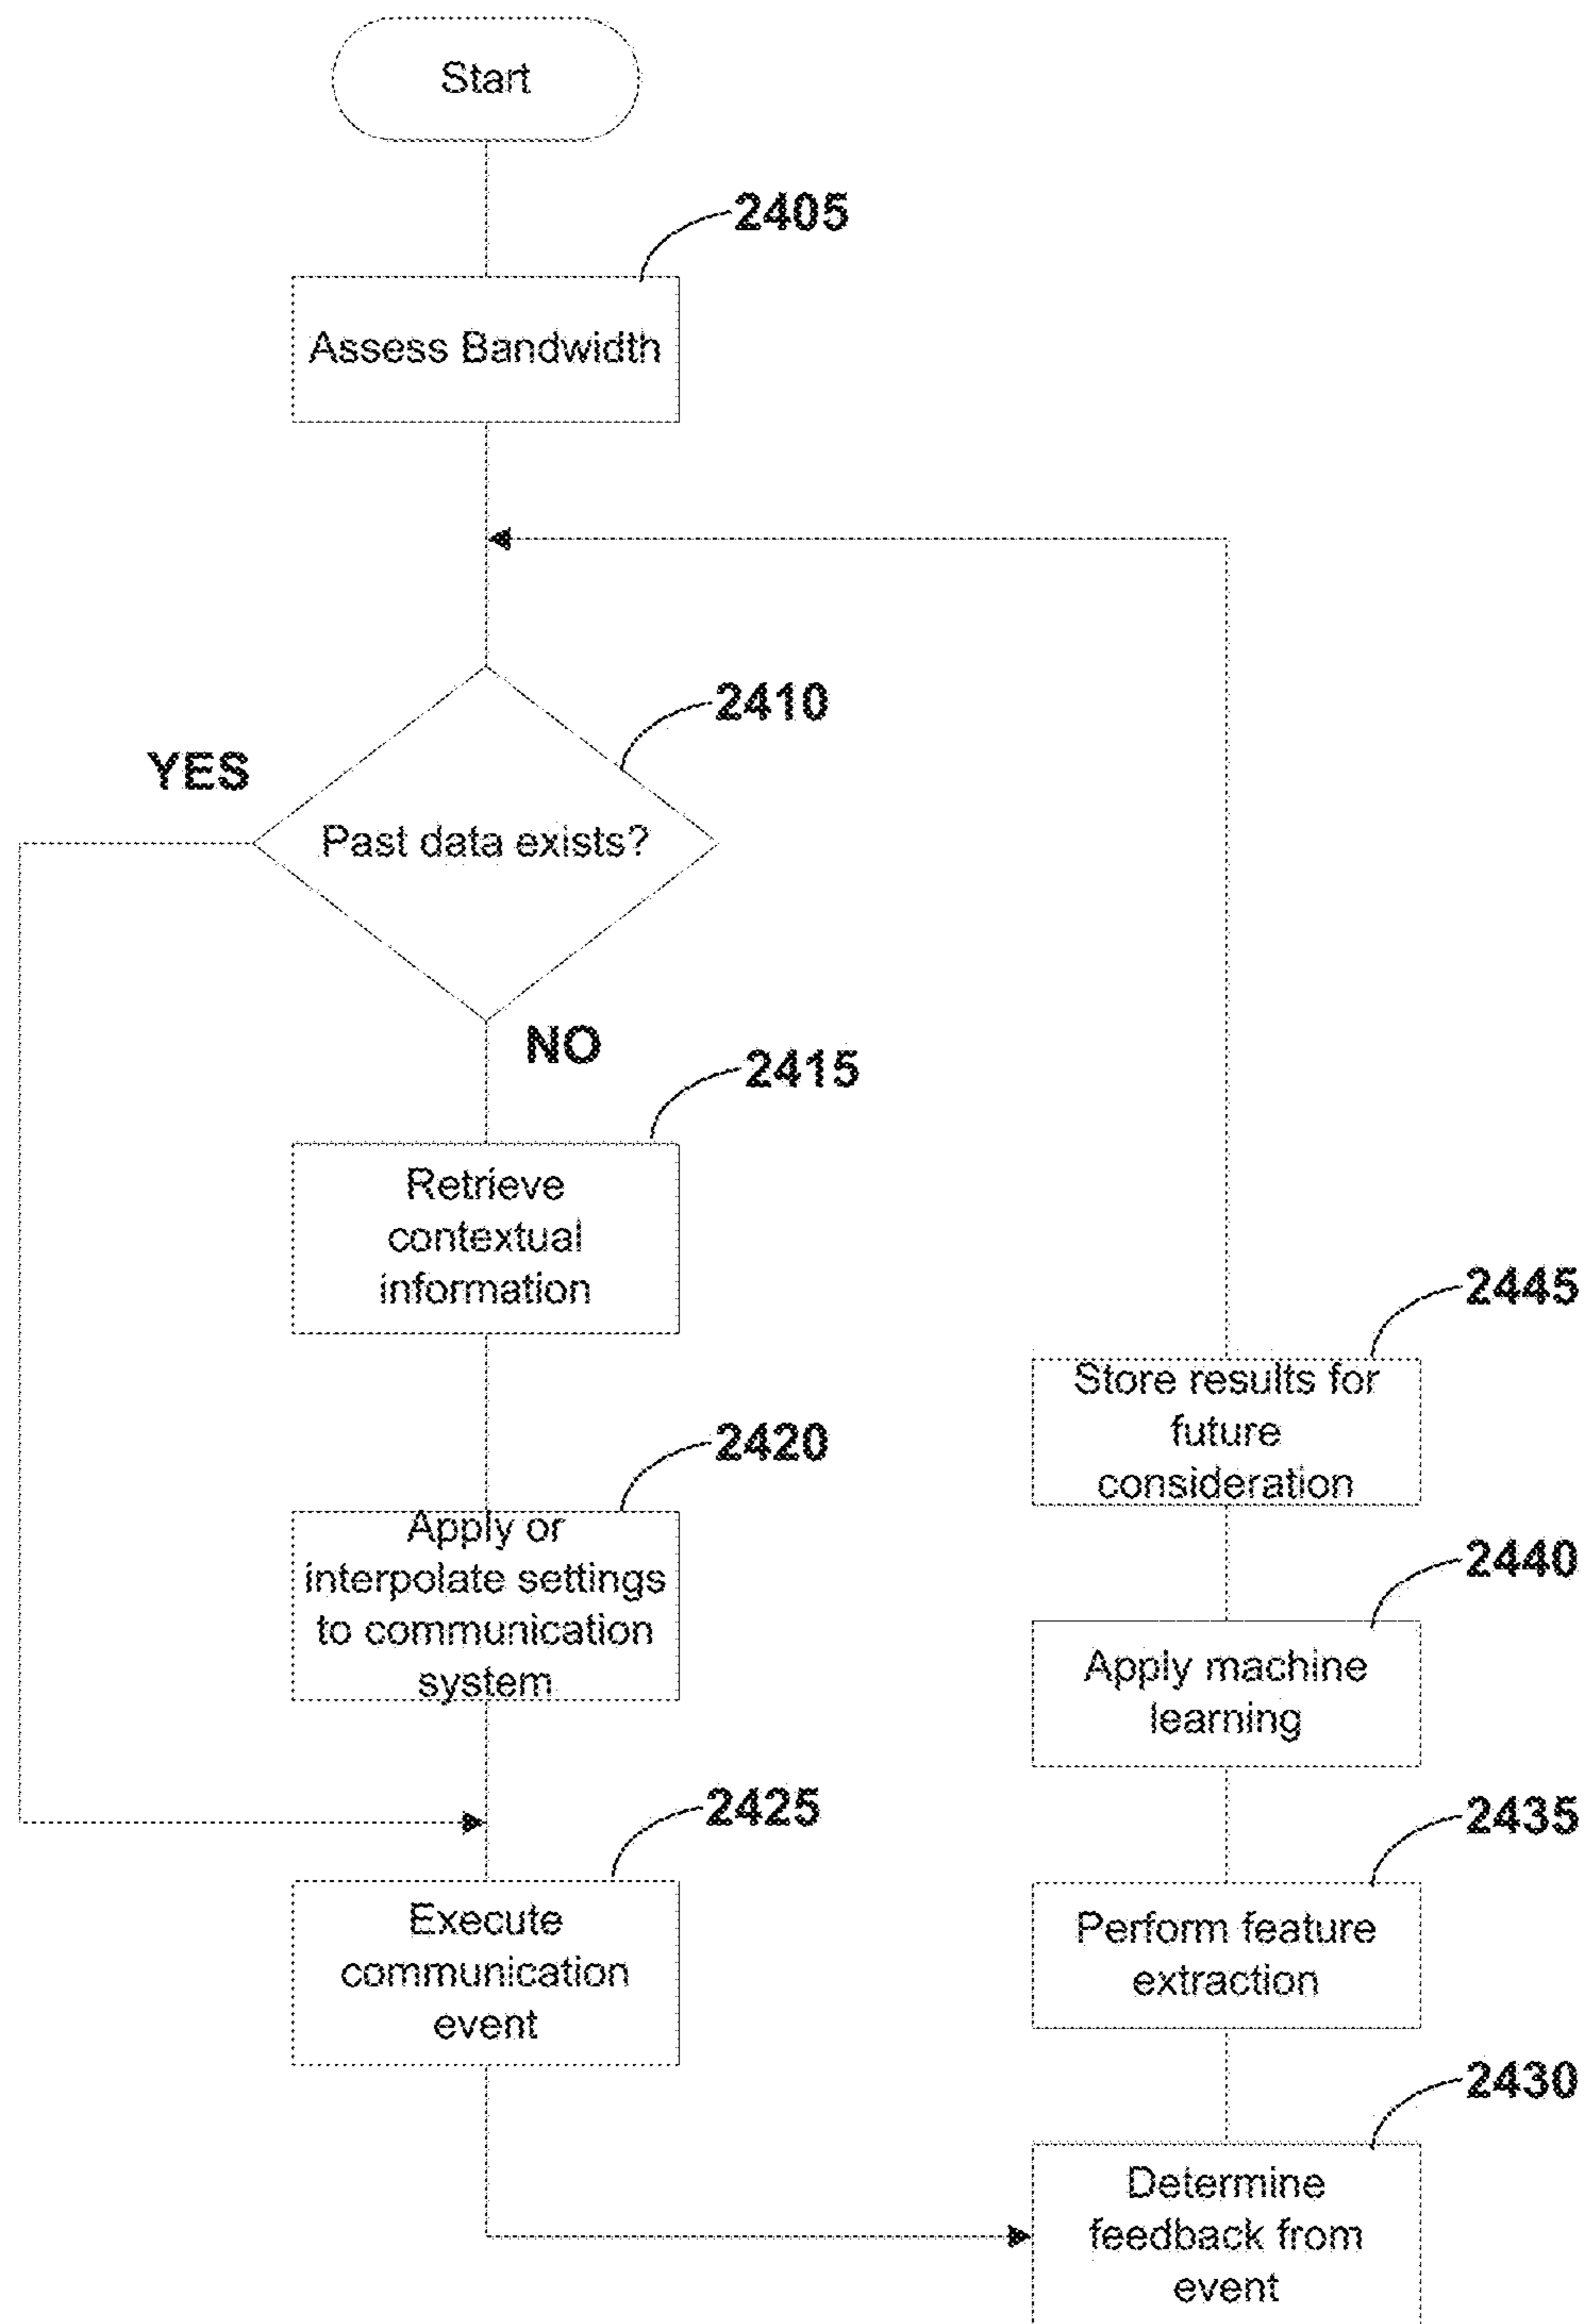 Start
2405
Assess Bandwidth
2410
YES
Past data exists?
NO
2415
Retrieve
contextual
information
2420
Apply or
interpolate settings
to communication
system
2425
Execute
communication
event
2445
Store results for
future
consideration
2440
Apply machine
learning
2435
Perform feature
extraction
2430
Determine
feedback from
event